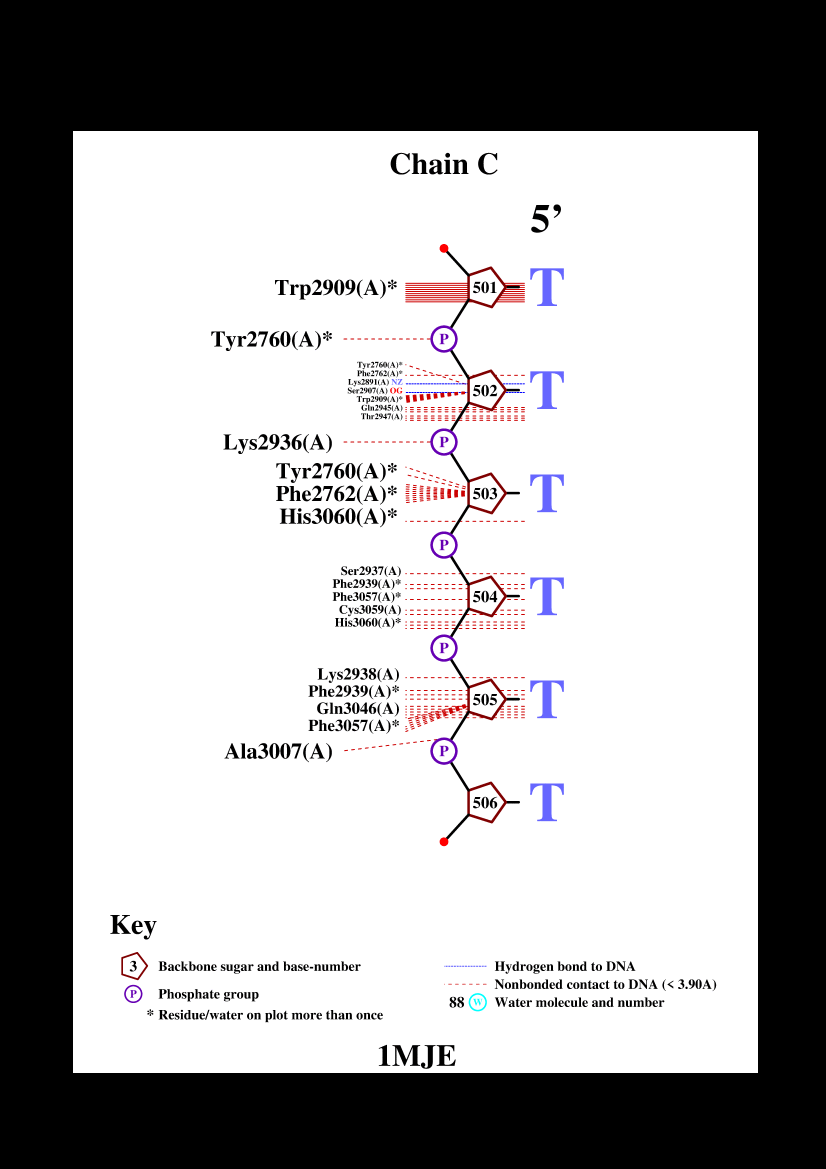 Chain C
5’
Trp2909(A)* 501 T
Tyr2760(A)* P
Tyr2760(A)*
Phe2762(A)*
Lys2891(A) NZ
Ser2907(A) OG 502 T
Trp2909(A)*
Gln2945(A)
Thr2947(A)
Lys2936(A) P
Tyr2760(A)*
Phe2762(A)* 503 T
His3060(A)*
P
Ser2937(A)
Phe2939(A)*
Phe3057(A)* 504 T
Cys3059(A)
His3060(A)*
P
Lys2938(A)
Phe2939(A)* 505 T
Gln3046(A)
Phe3057(A)*
Ala3007(A) P
506 T
Key
3 Backbone sugar and base-number
P Phosphate group
* Residue/water on plot more than once
Hydrogen bond to DNA
Nonbonded contact to DNA (< 3.90A)
88 W Water molecule and number
1MJE